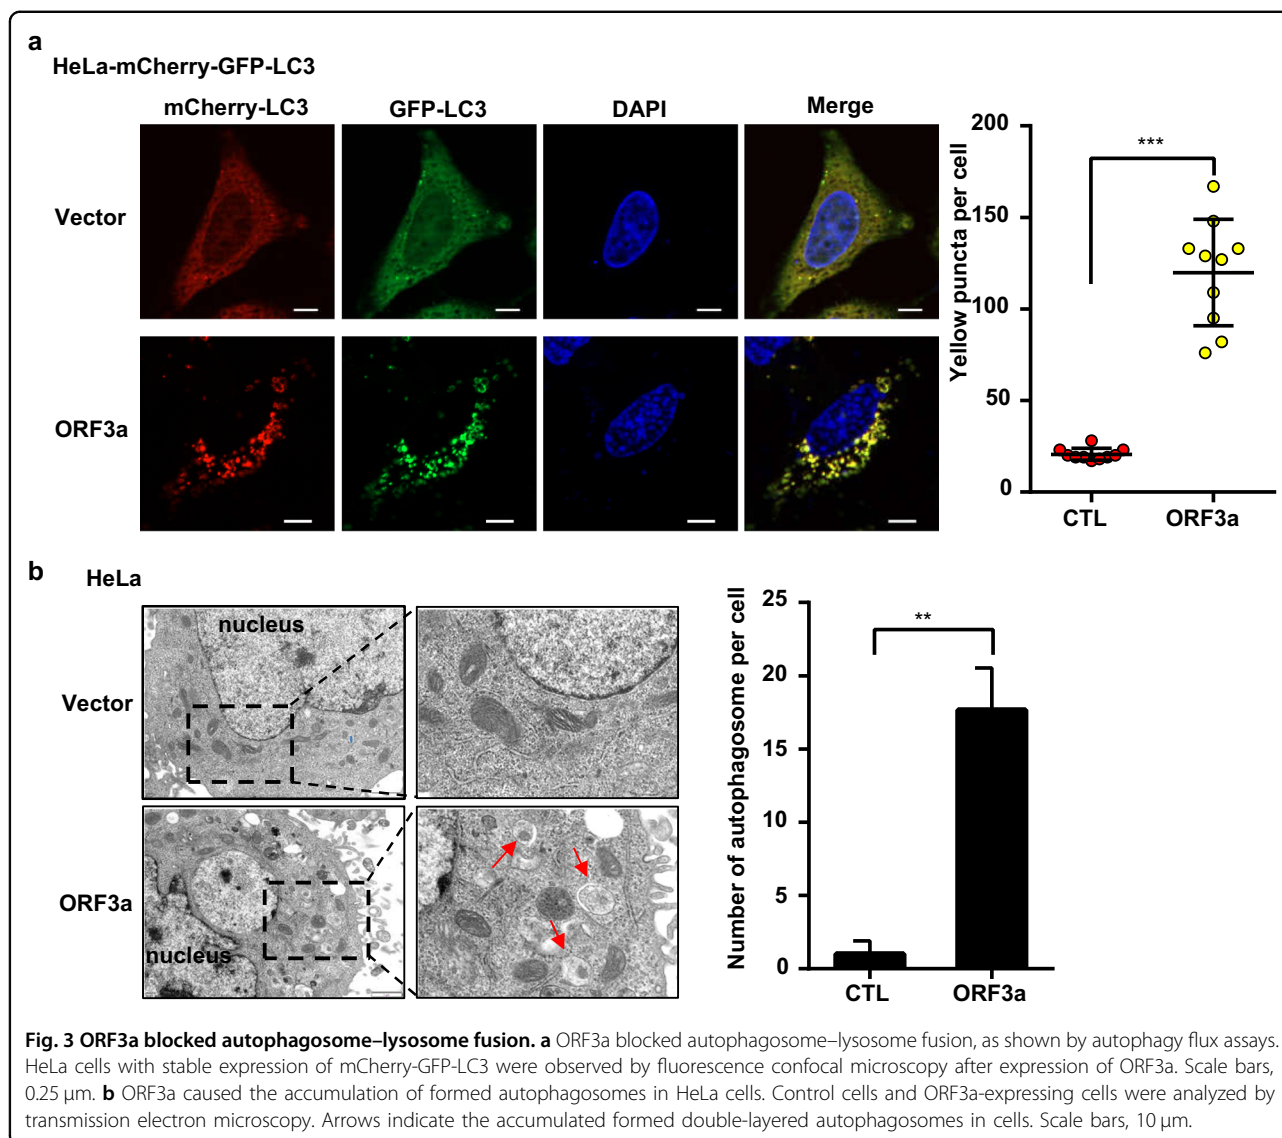 a
HeLa-mCherry-GFP-LC3
mCherry-LC3 GFP-LC3 DAPI Merge
Vector
ORF3a
Yellow puncta per cell
200
150
100
50
0
***
CTL ORF3a
b
HeLa
Vector
nucleus
ORF3a
nucleus
Number of autophagosome per cell
25
20
15
10
5
0
**
CTL ORF3a
Fig. 3 ORF3a blocked autophagosome–lysosome fusion. a ORF3a blocked autophagosome–lysosome fusion, as shown by autophagy flux assays.
HeLa cells with stable expression of mCherry-GFP-LC3 were observed by fluorescence confocal microscopy after expression of ORF3a. Scale bars,
0.25 µm. b ORF3a caused the accumulation of formed autophagosomes in HeLa cells. Control cells and ORF3a-expressing cells were analyzed by
transmission electron microscopy. Arrows indicate the accumulated formed double-layered autophagosomes in cells. Scale bars, 10 µm.